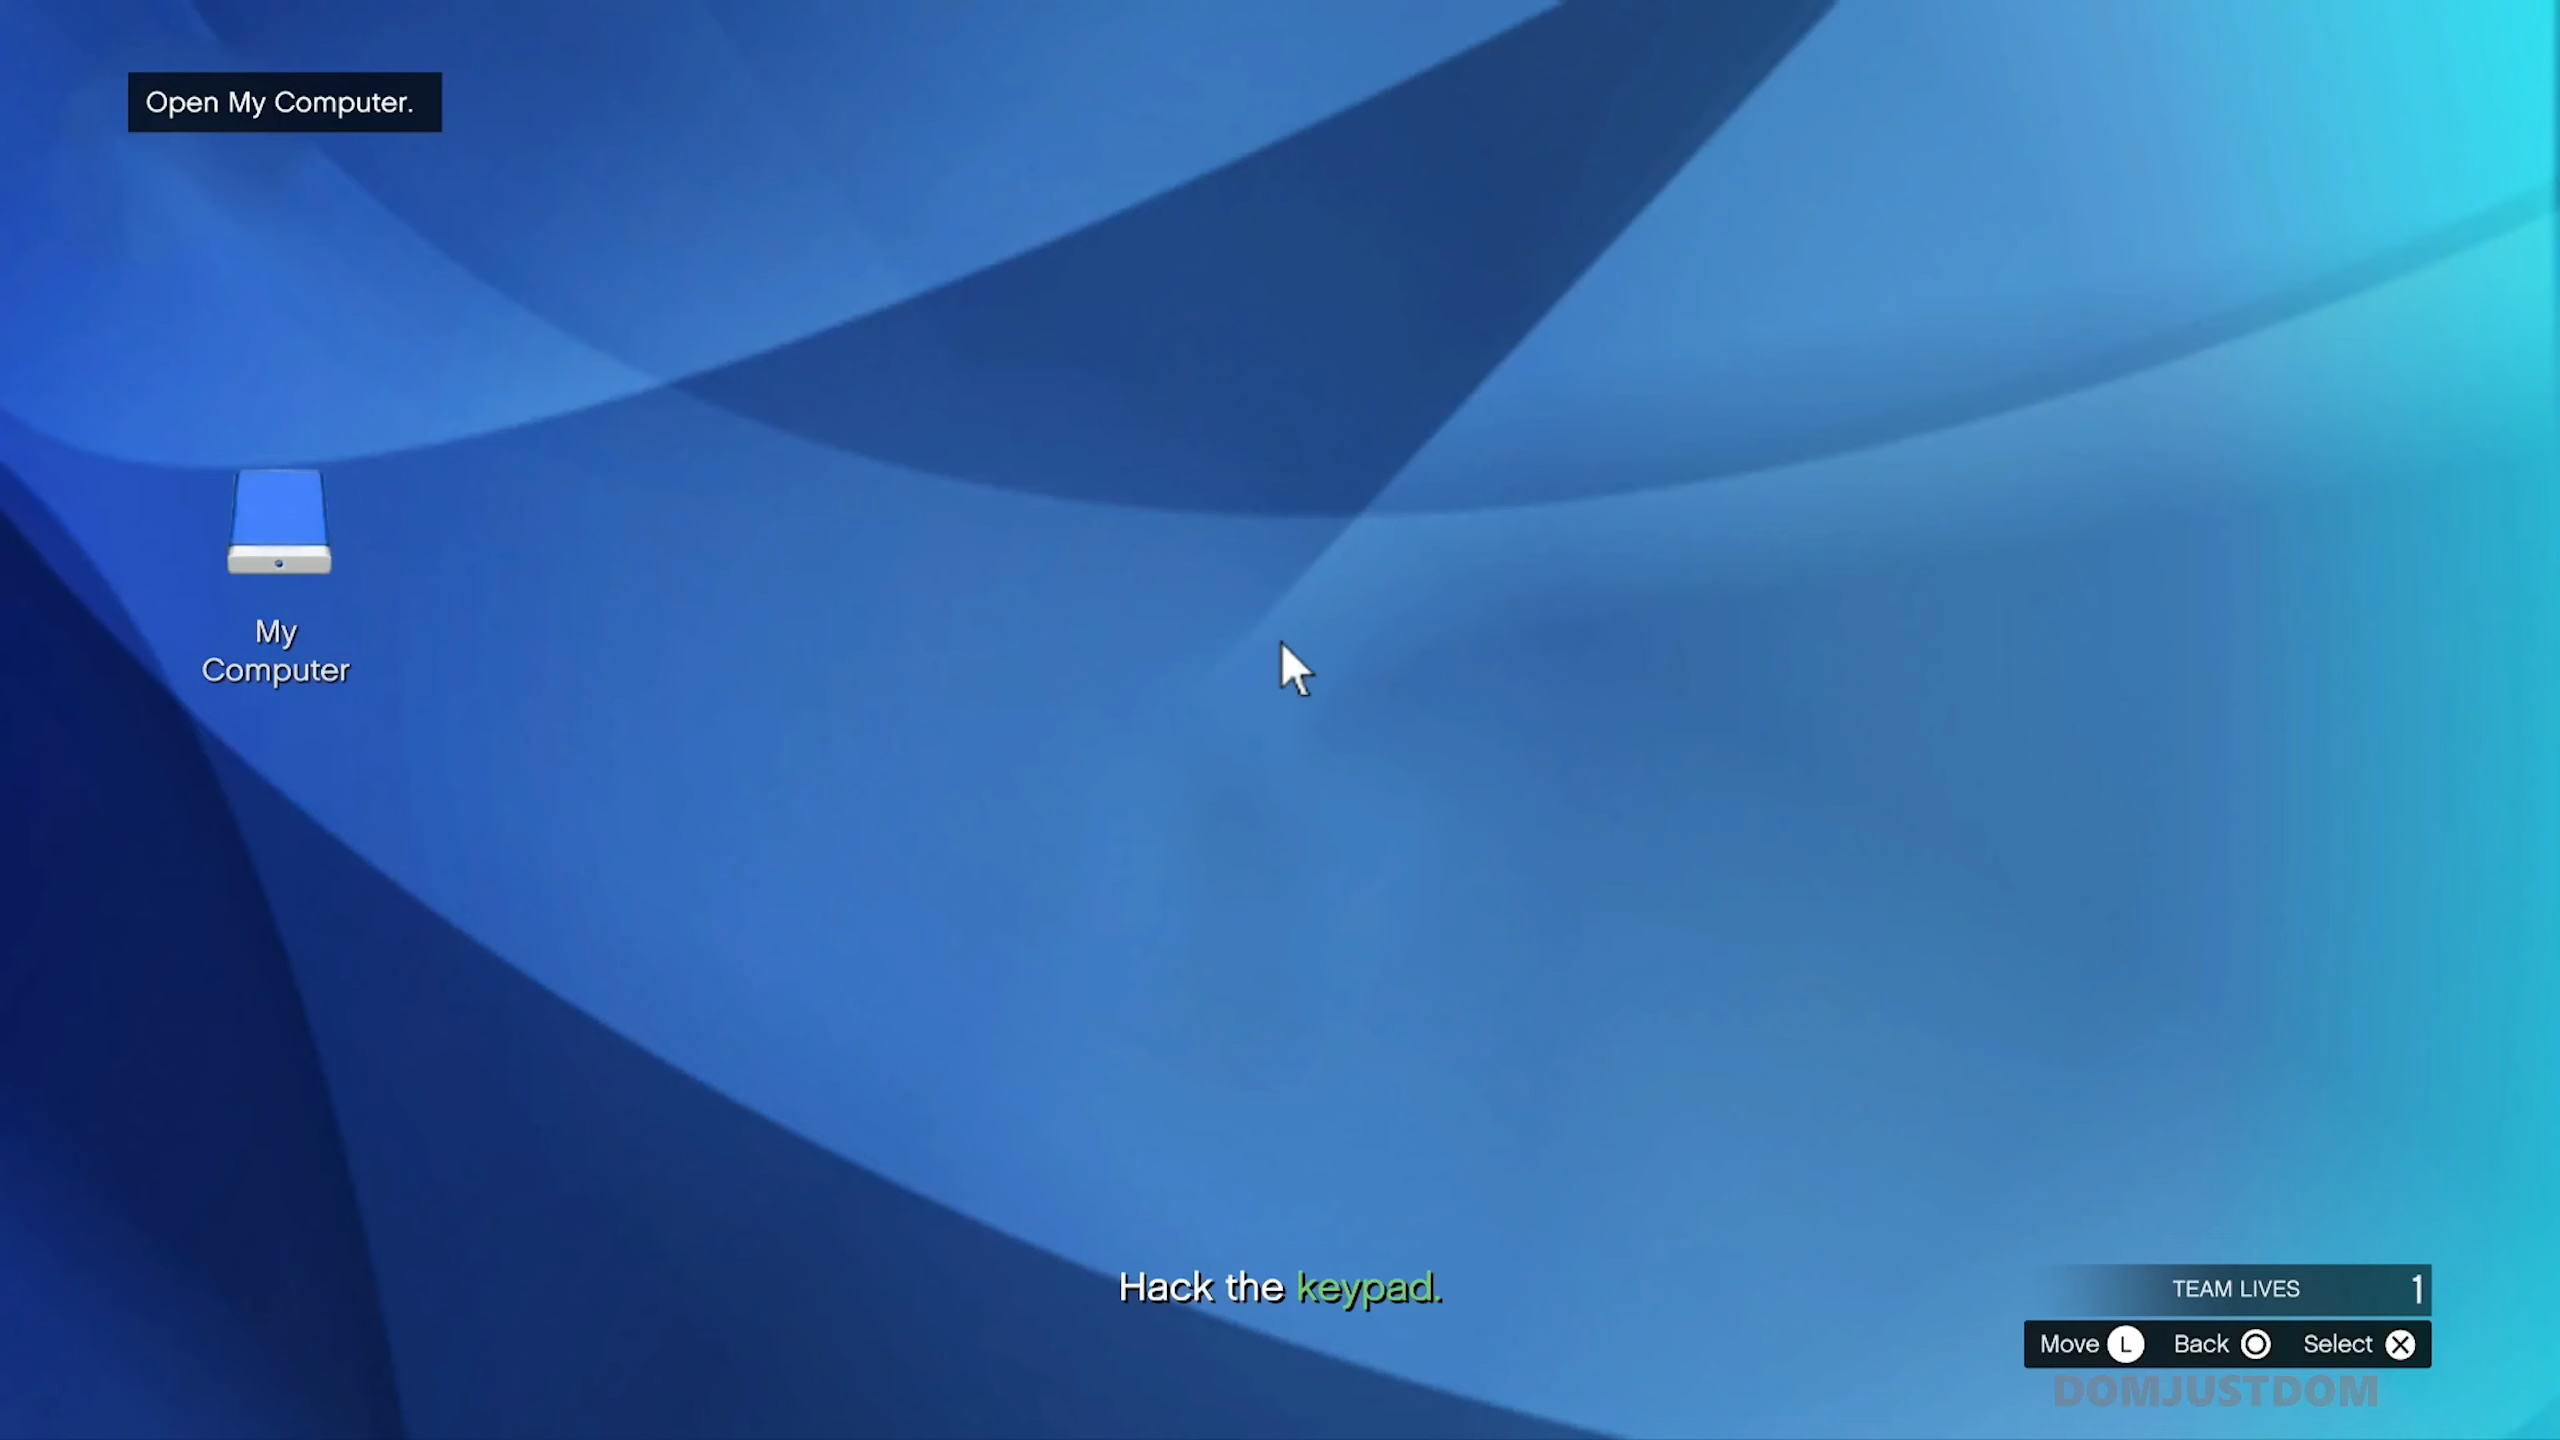 Open My Computer.
My
Computer
Hack the keypad.
TEAM LIVES 1
Move L Back Select
DOMJUSTDOM